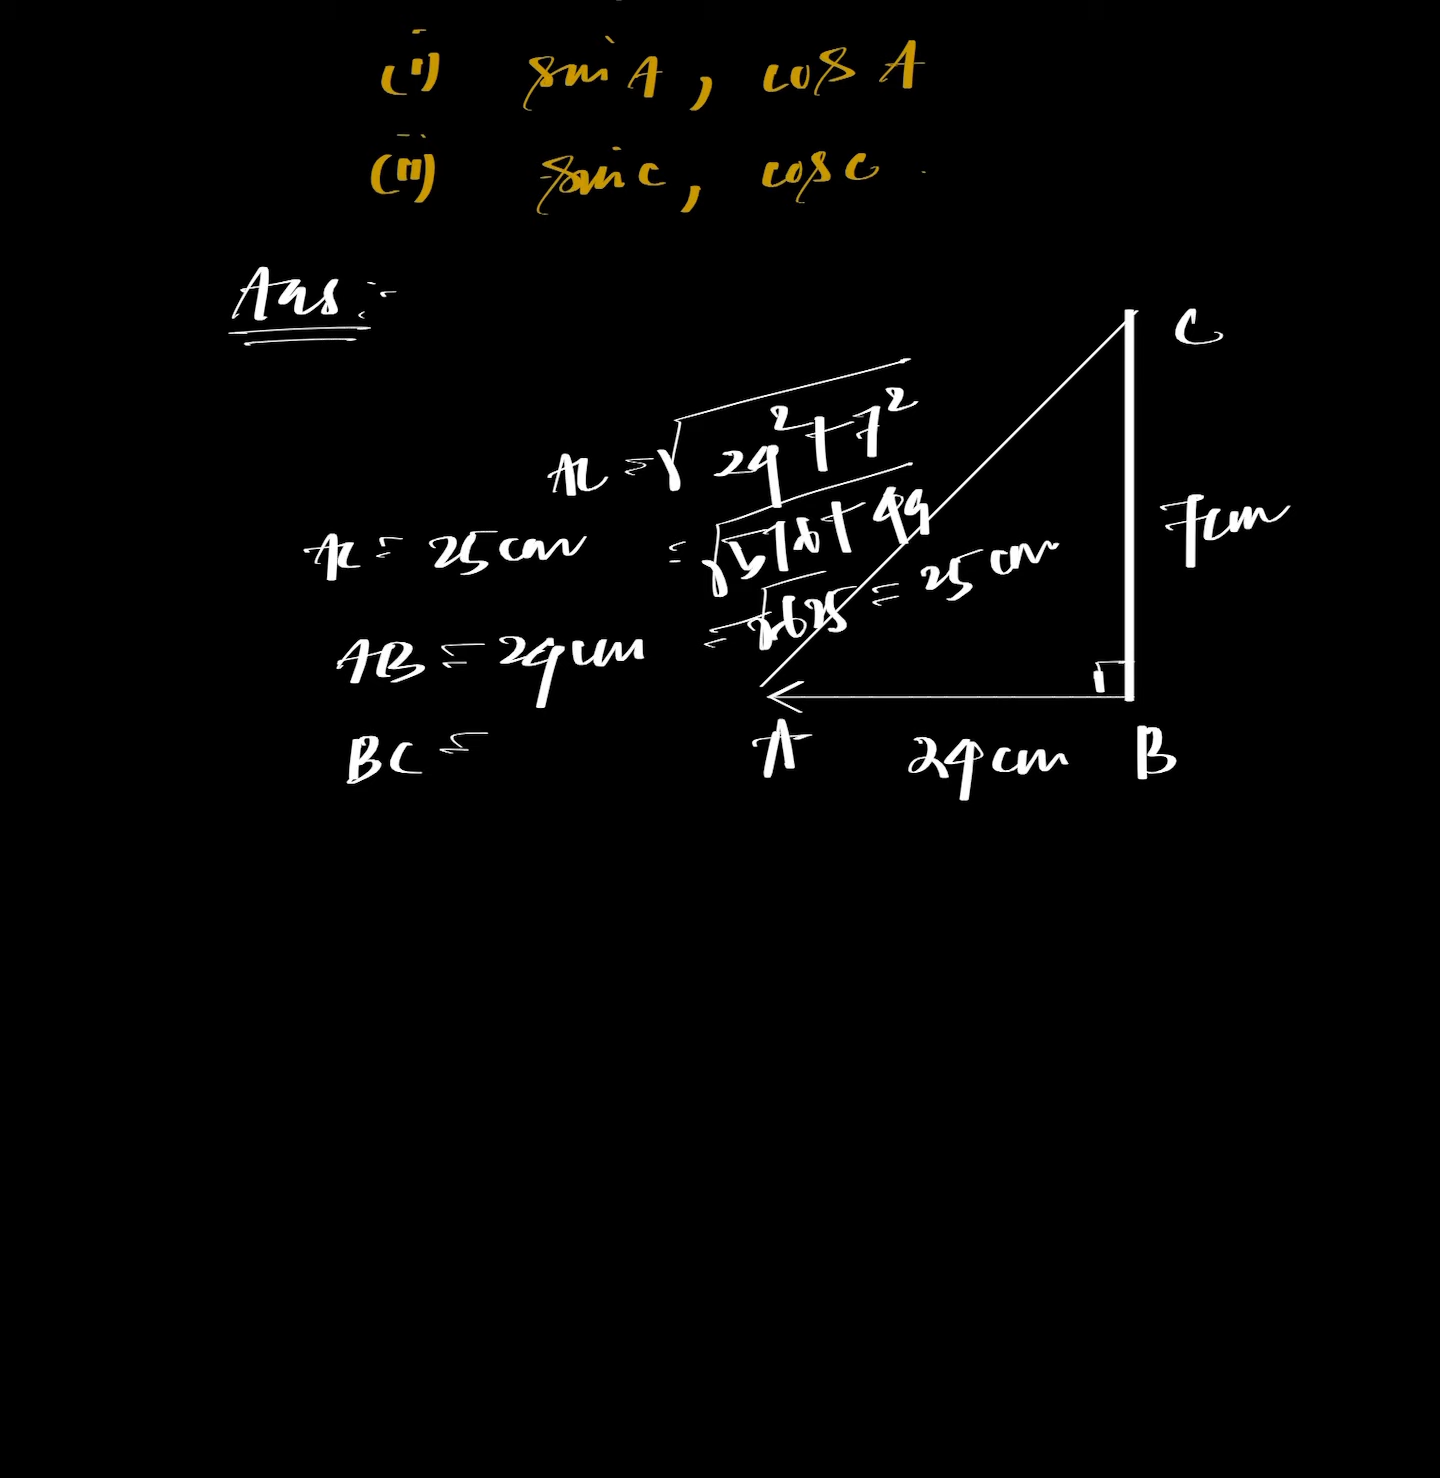 (i) sin A, cos A
(ii) sin C, cos C
Ans :-
C
AC = √24² + 7²
7cm
AC = 25 cm
= √576 + 49
= √625 = 25 cm
AB = 24 cm
BC =
A
24 cm
B